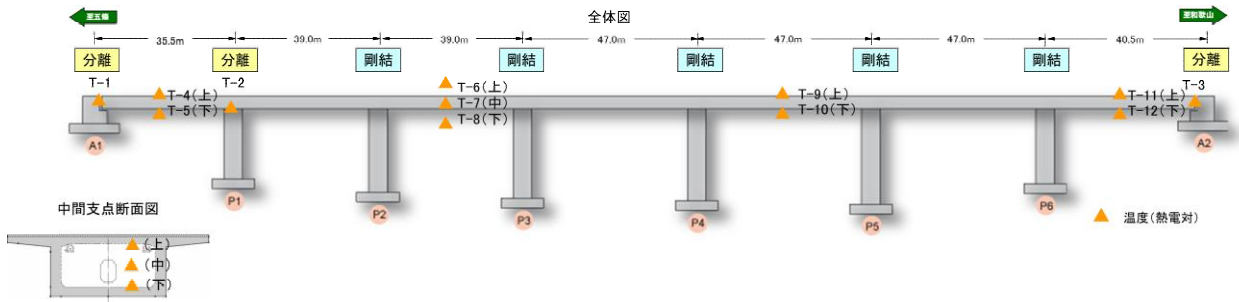 全体図
至五條
至和歌山
35.5m 39.0m 39.0m 47.0m 47.0m 47.0m 40.5m
分離 分離 剛結 剛結 剛結 剛結 剛結 分離
T-1 T-2 T-3
T-4(上)
T-5(下)
T-6(上)
T-7(中)
T-8(下)
T-9(上)
T-10(下)
T-11(上)
T-12(下)
A1 P1 P2 P3 P4 P5 P6 A2
温度(熱電対)
中間支点断面図
(上)
(中)
(下)